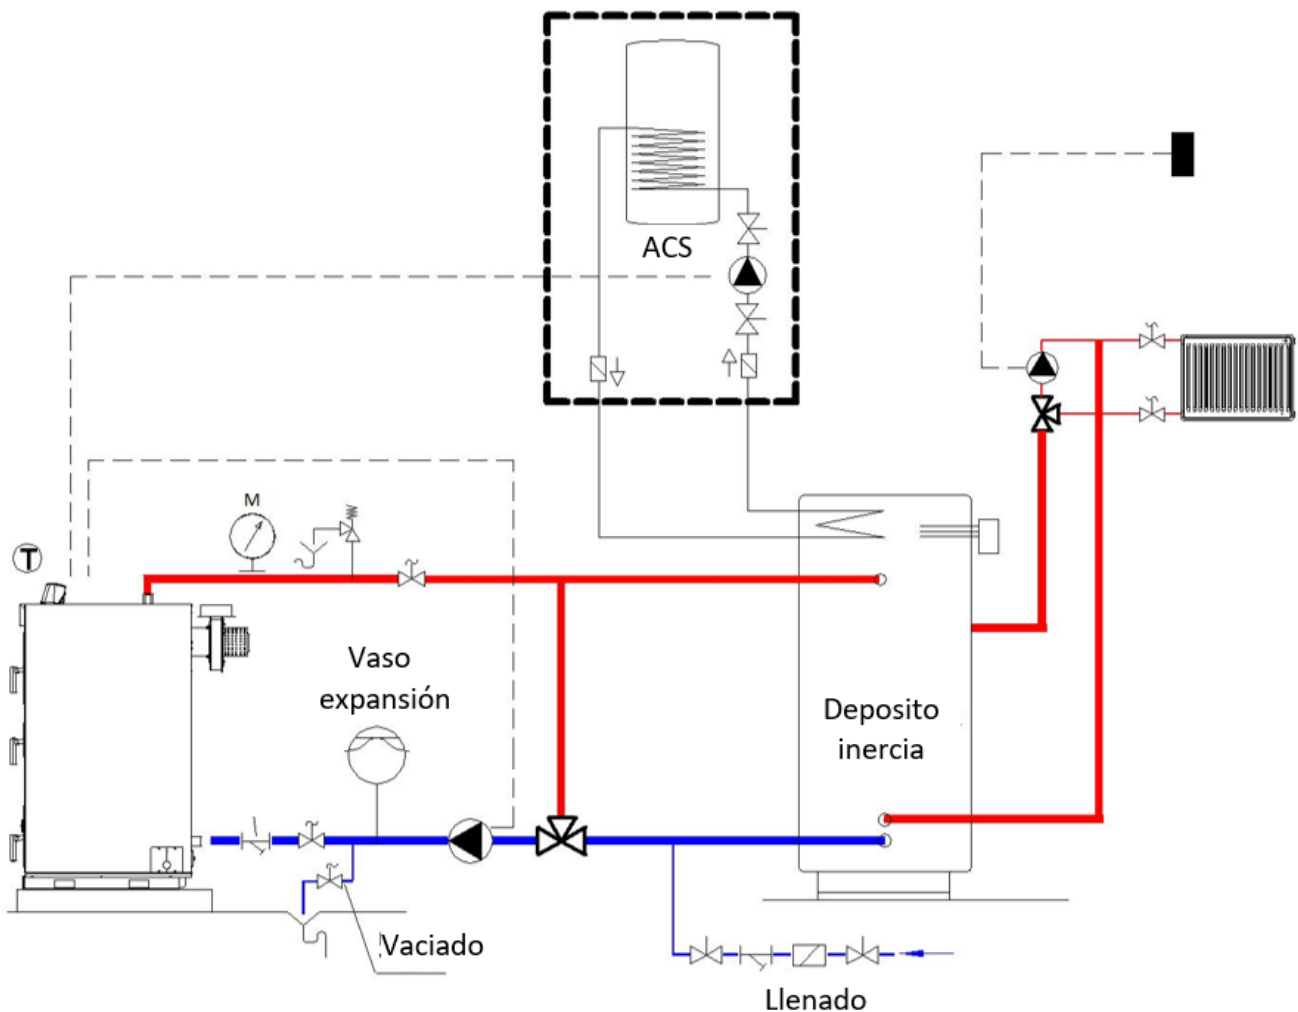 ACS
M
T
Vaso
expansión
Deposito
inercia
Vaciado
Llenado